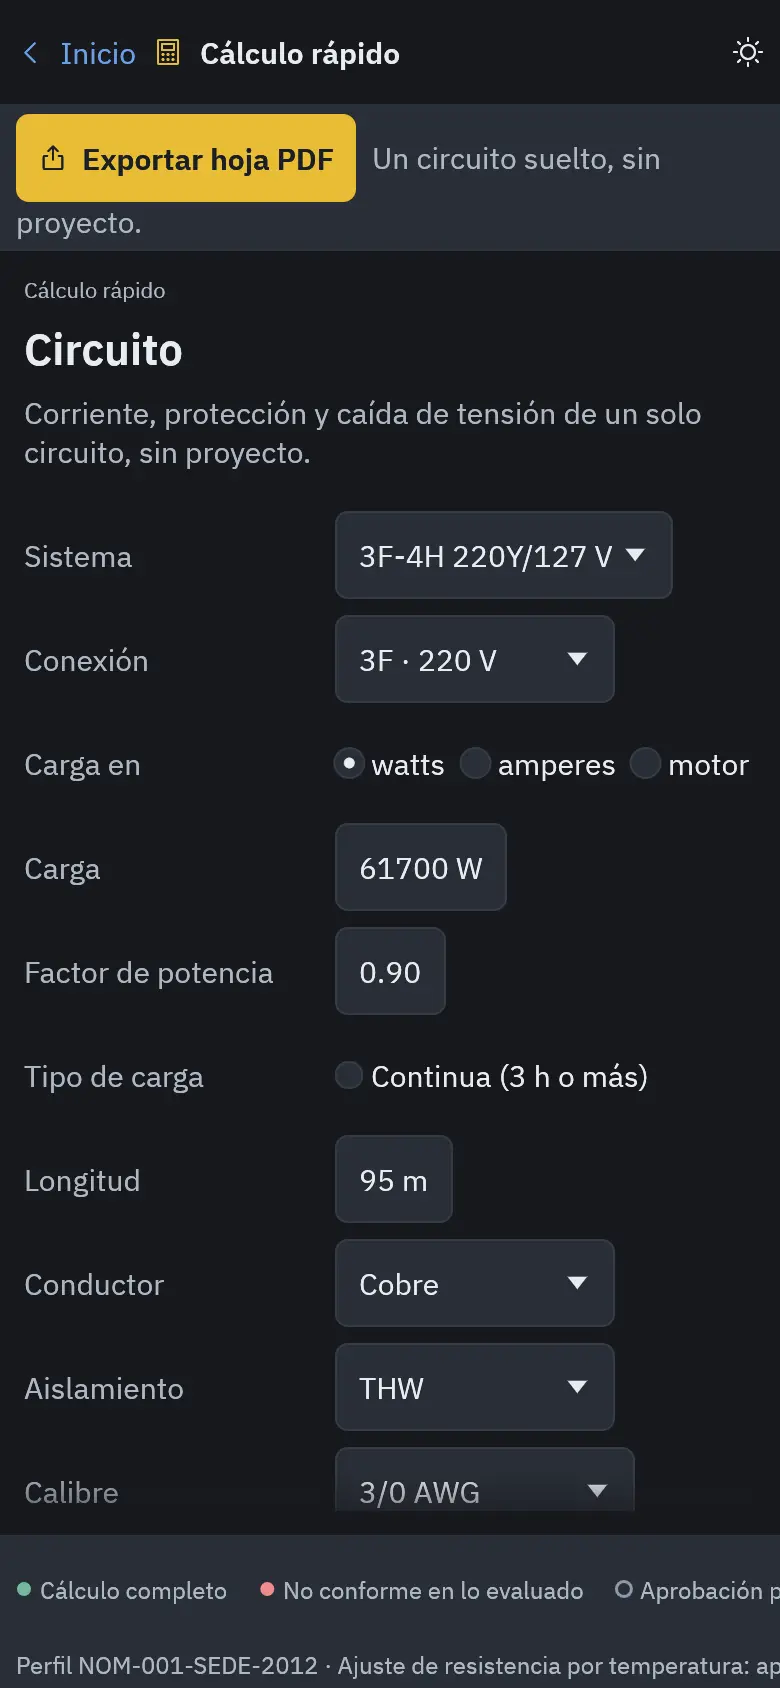 Inicio Cálculo rápido
Exportar hoja PDF Un circuito suelto, sin
proyecto.
Cálculo rápido
Circuito
Corriente, protección y caída de tensión de un solo
circuito, sin proyecto.
Sistema 3F-4H 220Y/127 V
Conexión 3F · 220 V
Carga en watts amperes motor
Carga 61700 W
Factor de potencia 0.90
Tipo de carga Continua (3 h o más)
Longitud 95 m
Conductor Cobre
Aislamiento THW
Calibre 3/0 AWG
Cálculo completo No conforme en lo evaluado Aprobación p
Perfil NOM-001-SEDE-2012 · Ajuste de resistencia por temperatura: ap